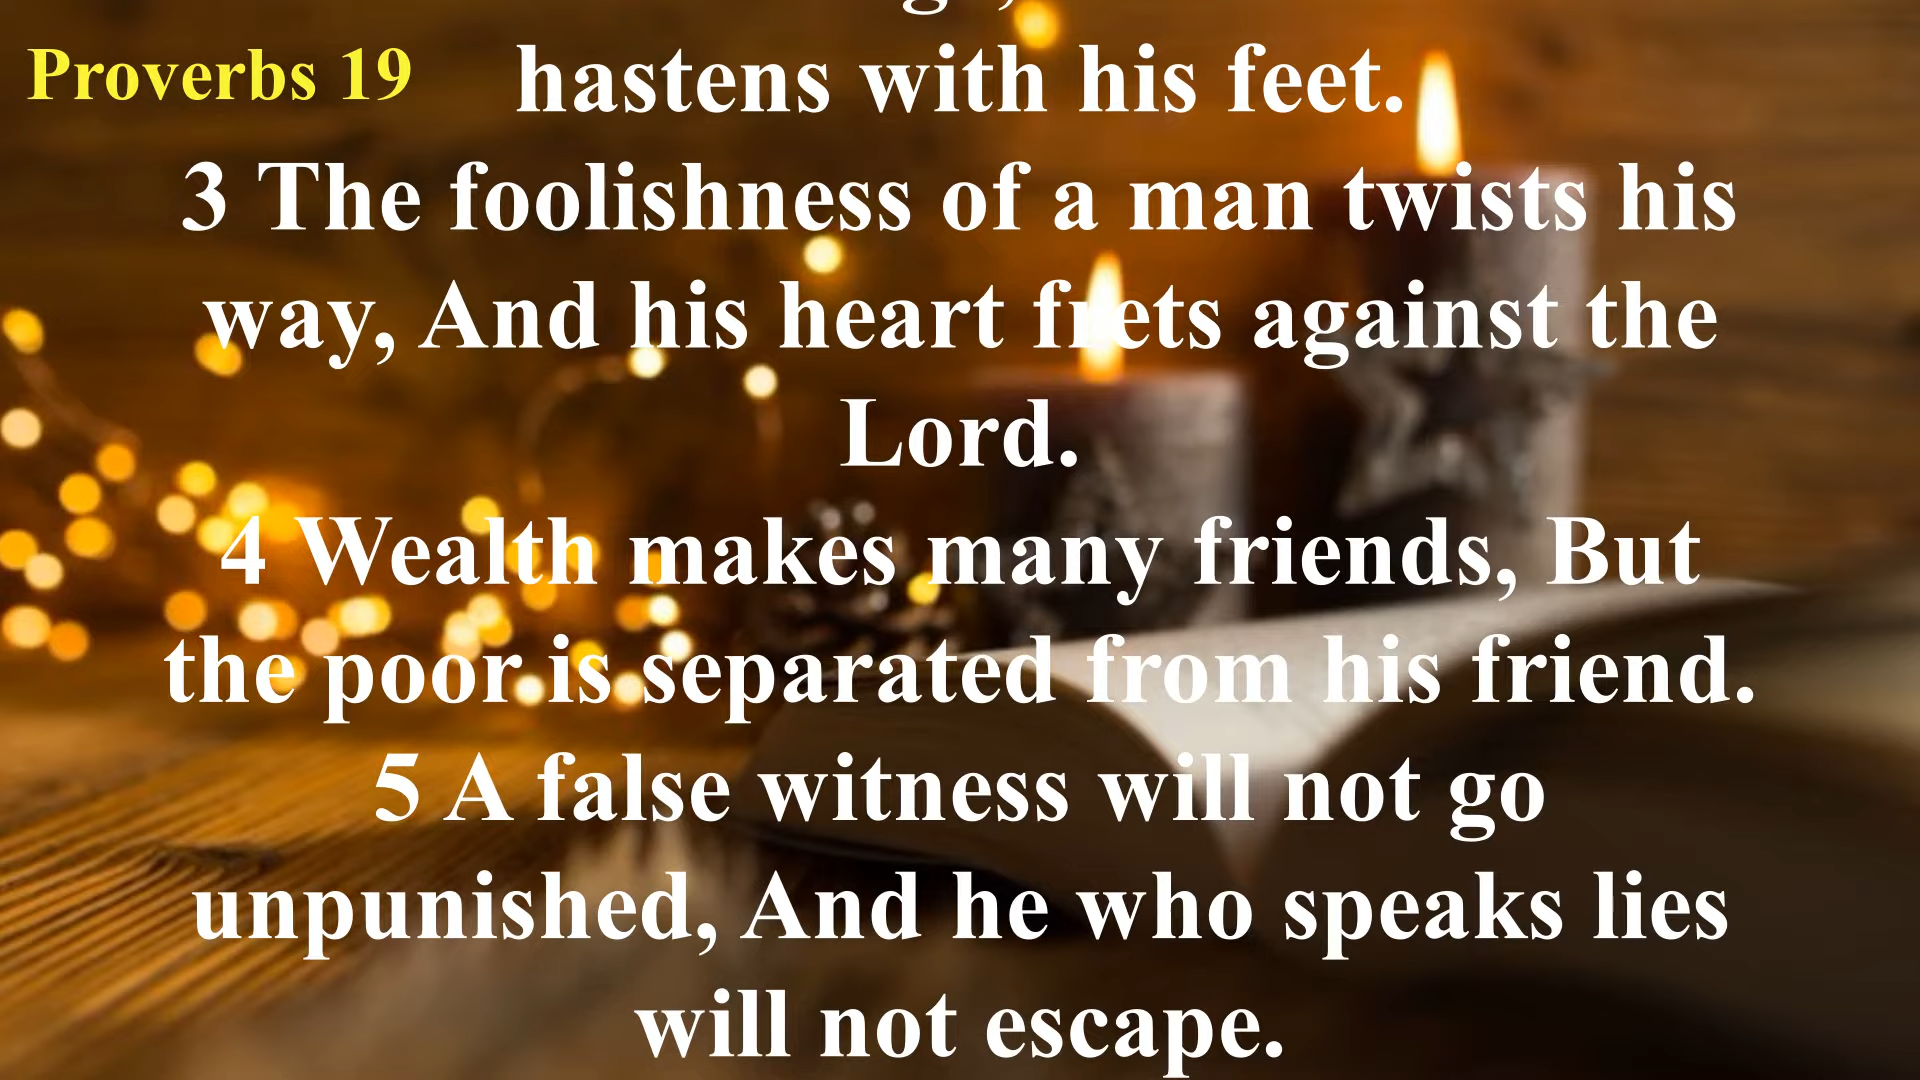 Proverbs 19
hastens with his feet.
3 The foolishness of a man twists his
way, And his heart frets against the
Lord.
4 Wealth makes many friends, But
the poor is separated from his friend.
5 A false witness will not go
unpunished, And he who speaks lies
will not escape.